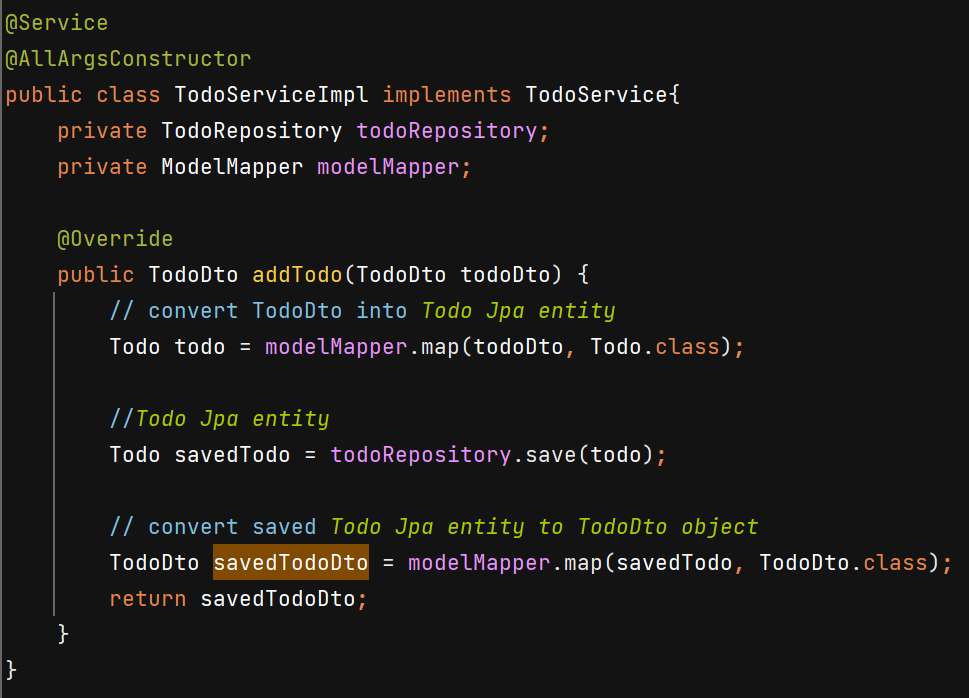 @Service
@AllArgsConstructor
public class TodoServiceImpl implements TodoService{
    private TodoRepository todoRepository;
    private ModelMapper modelMapper;

    @Override
    public TodoDto addTodo(TodoDto todoDto) {
        // convert TodoDto into Todo Jpa entity
        Todo todo = modelMapper.map(todoDto, Todo.class);

        //Todo Jpa entity
        Todo savedTodo = todoRepository.save(todo);

        // convert saved Todo Jpa entity to TodoDto object
        TodoDto savedTodoDto = modelMapper.map(savedTodo, TodoDto.class);
        return savedTodoDto;
    }
}